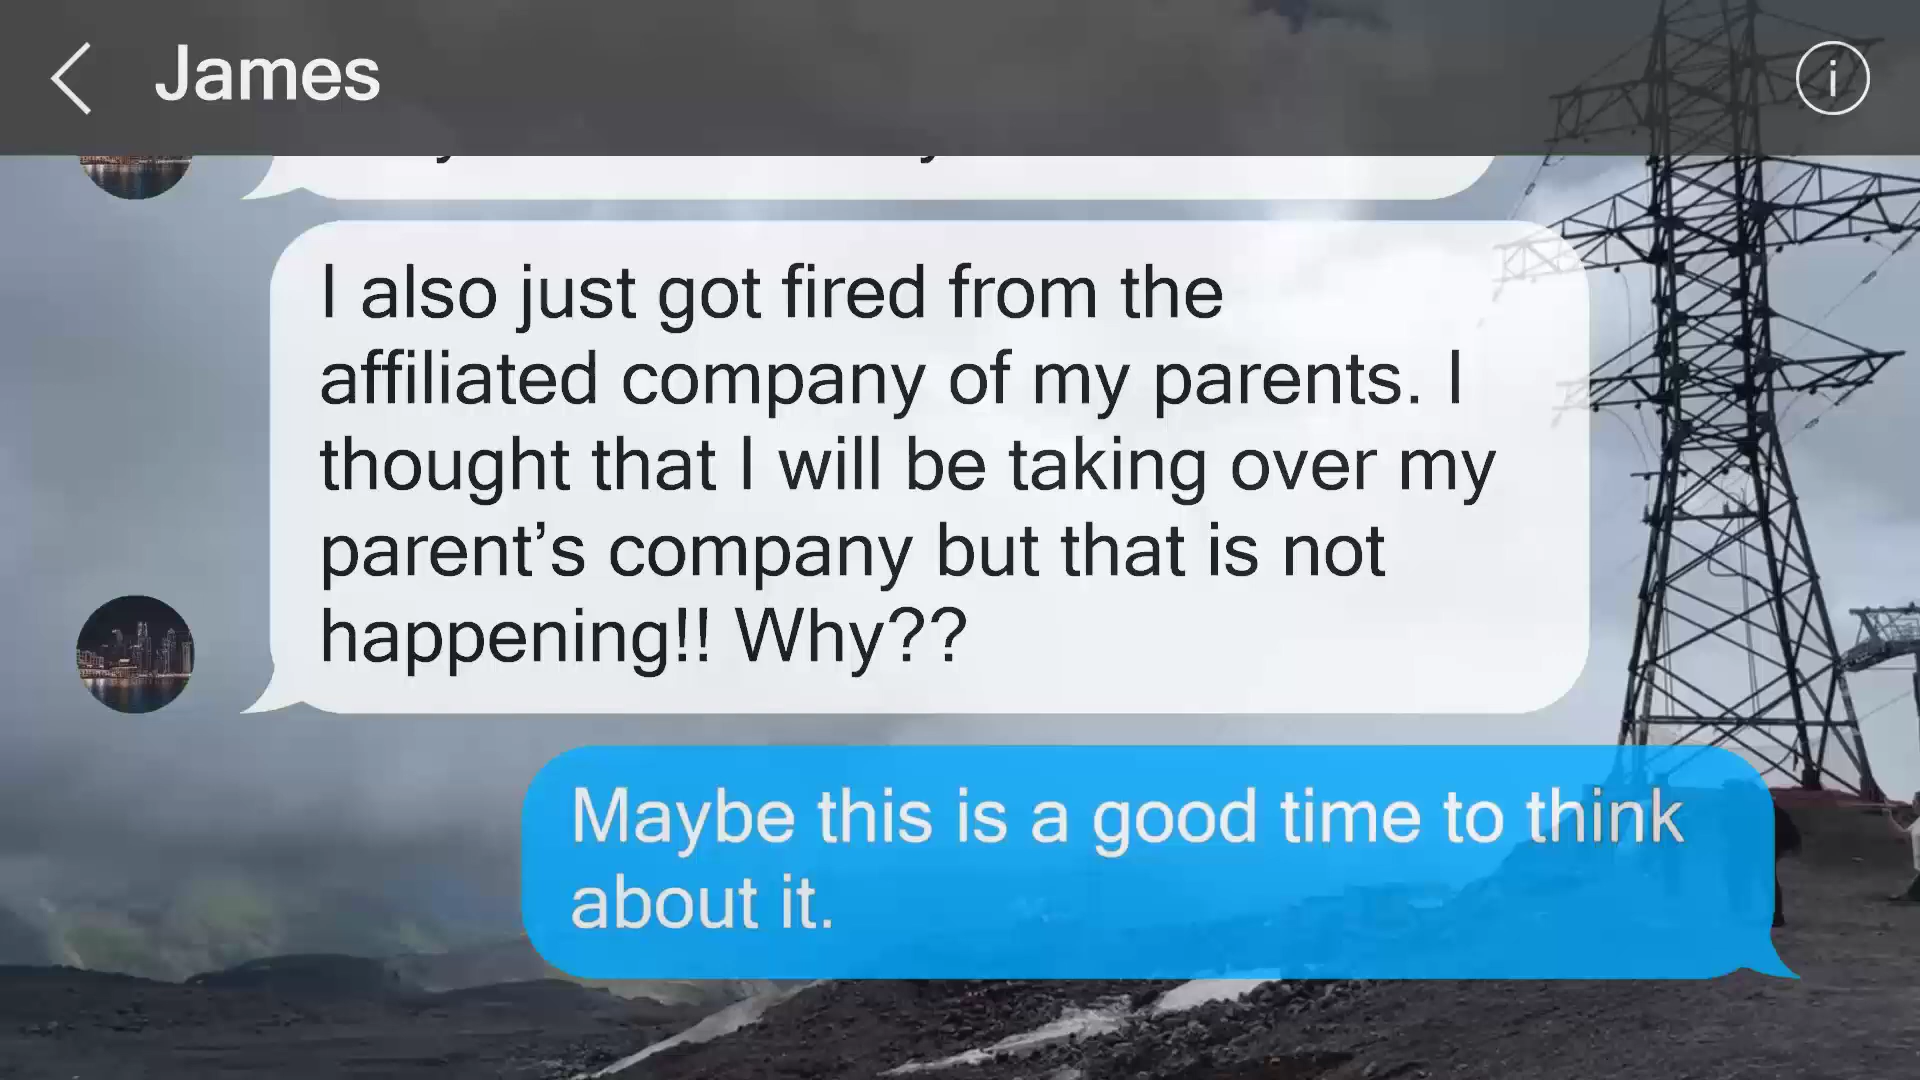 James
I also just got fired from the
affiliated company of my parents. I
thought that I will be taking over my
parent’s company but that is not
happening!! Why??
Maybe this is a good time to think
about it.